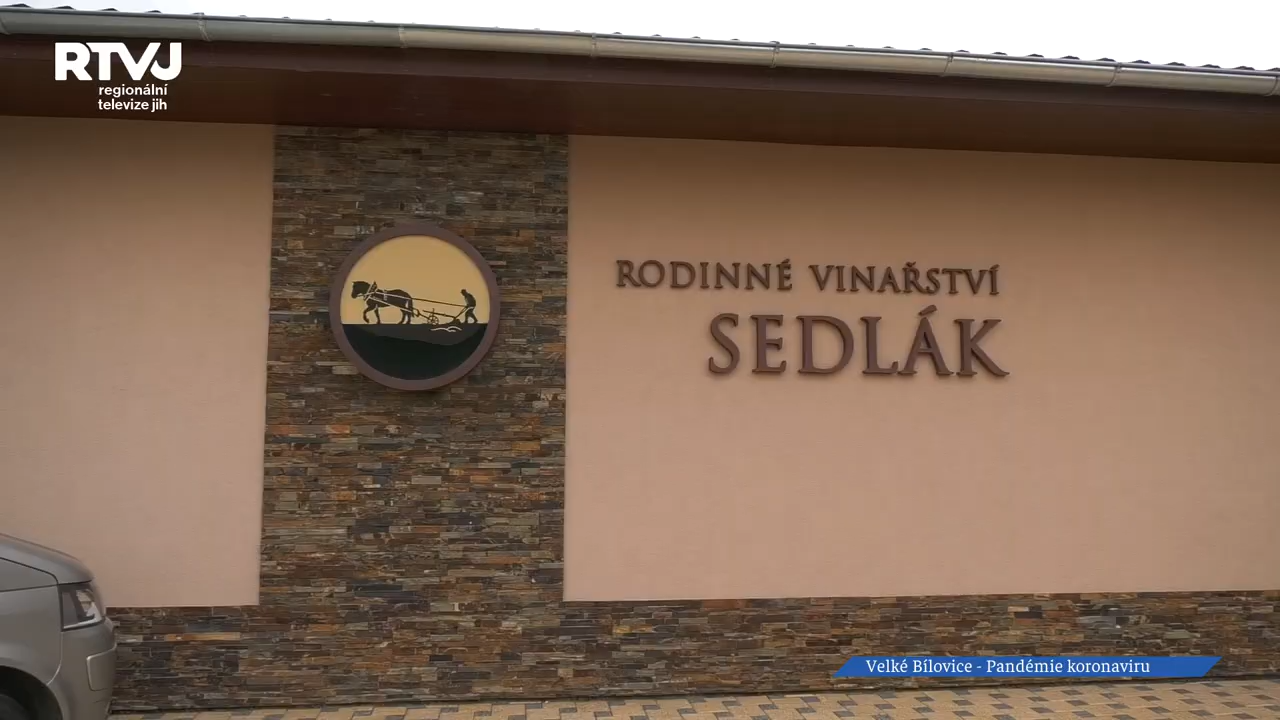 RTVJ
regionální
televize jih
RODINNÉ VINAŘSTVÍ
SEDLÁK
Velké Bílovice - Pandémie koronaviru